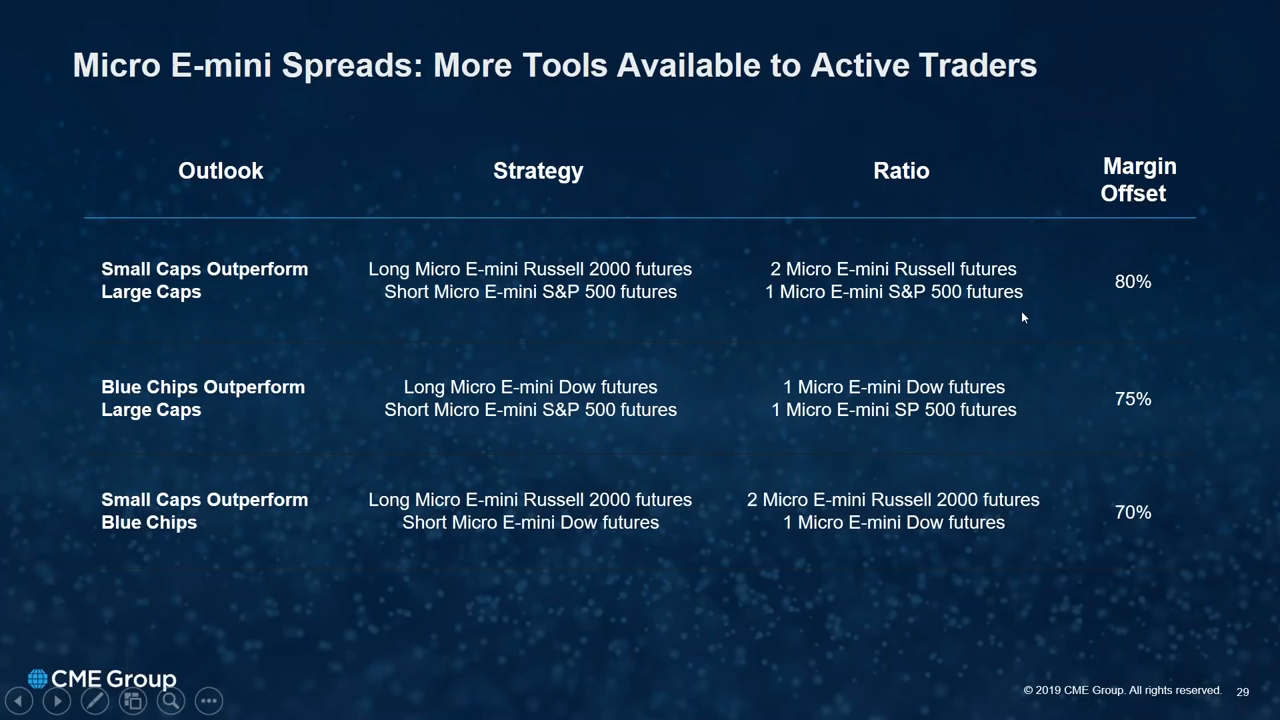 Micro E-mini Spreads: More Tools Available to Active Traders
Outlook
Strategy
Ratio
Margin
Offset
Small Caps Outperform
Large Caps
Long Micro E-mini Russell 2000 futures
Short Micro E-mini S&P 500 futures
2 Micro E-mini Russell futures
1 Micro E-mini S&P 500 futures
80%
Blue Chips Outperform
Large Caps
Long Micro E-mini Dow futures
Short Micro E-mini S&P 500 futures
1 Micro E-mini Dow futures
1 Micro E-mini SP 500 futures
75%
Small Caps Outperform
Blue Chips
Long Micro E-mini Russell 2000 futures
Short Micro E-mini Dow futures
2 Micro E-mini Russell 2000 futures
1 Micro E-mini Dow futures
70%
CME Group
© 2019 CME Group. All rights reserved.
29